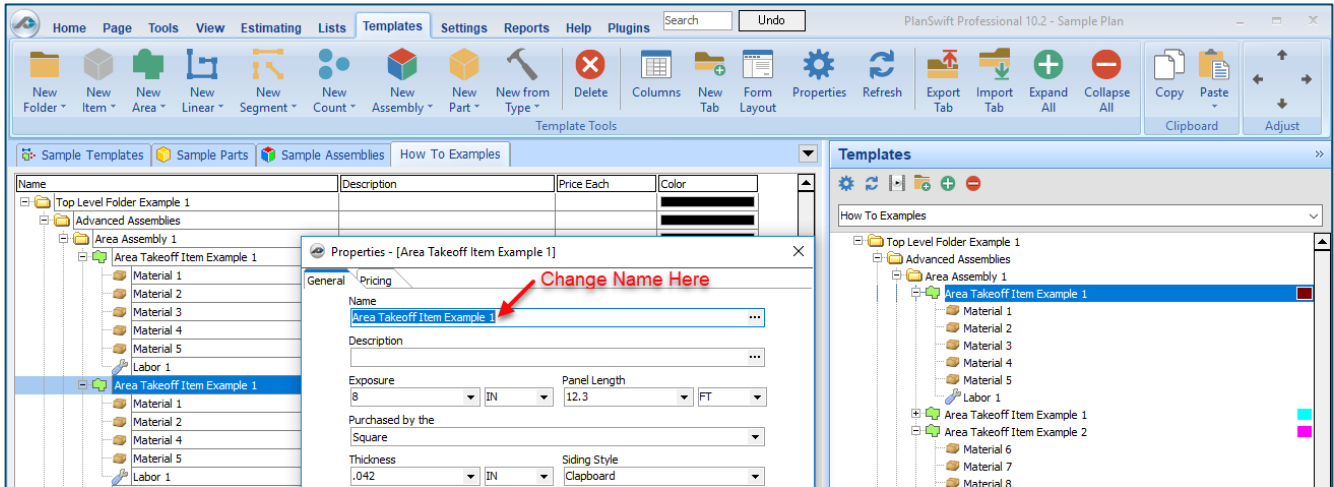 Home Page Tools View Estimating Lists Templates Settings Reports Help Plugins Search Undo PlanSwift Professional 10.2 - Sample Plan
New Folder
New Item
New Area
New Linear
New Segment
New Count
New Assembly
New Part
New from Type
Delete
Columns
New Tab
Form Layout
Properties
Refresh
Export Tab
Import Tab
Expand All
Collapse All
Copy
Paste
Template Tools
Clipboard
Adjust
Sample Templates Sample Parts Sample Assemblies How To Examples
Name Description Price Each Color
Top Level Folder Example 1
Advanced Assemblies
Area Assembly 1
Area Takeoff Item Example 1
Material 1
Material 2
Material 3
Material 4
Material 5
Labor 1
Area Takeoff Item Example 1
Material 1
Material 2
Material 4
Material 5
Labor 1
Properties - [Area Takeoff Item Example 1]
General Pricing
Change Name Here
Name
Area Takeoff Item Example 1
Description
Exposure Panel Length
8 IN 12.3 FT
Purchased by the
Square
Thickness Siding Style
.042 IN Clapboard
Templates
How To Examples
Top Level Folder Example 1
Advanced Assemblies
Area Assembly 1
Area Takeoff Item Example 1
Material 1
Material 2
Material 3
Material 4
Material 5
Labor 1
Area Takeoff Item Example 1
Area Takeoff Item Example 2
Material 6
Material 7
Material 8